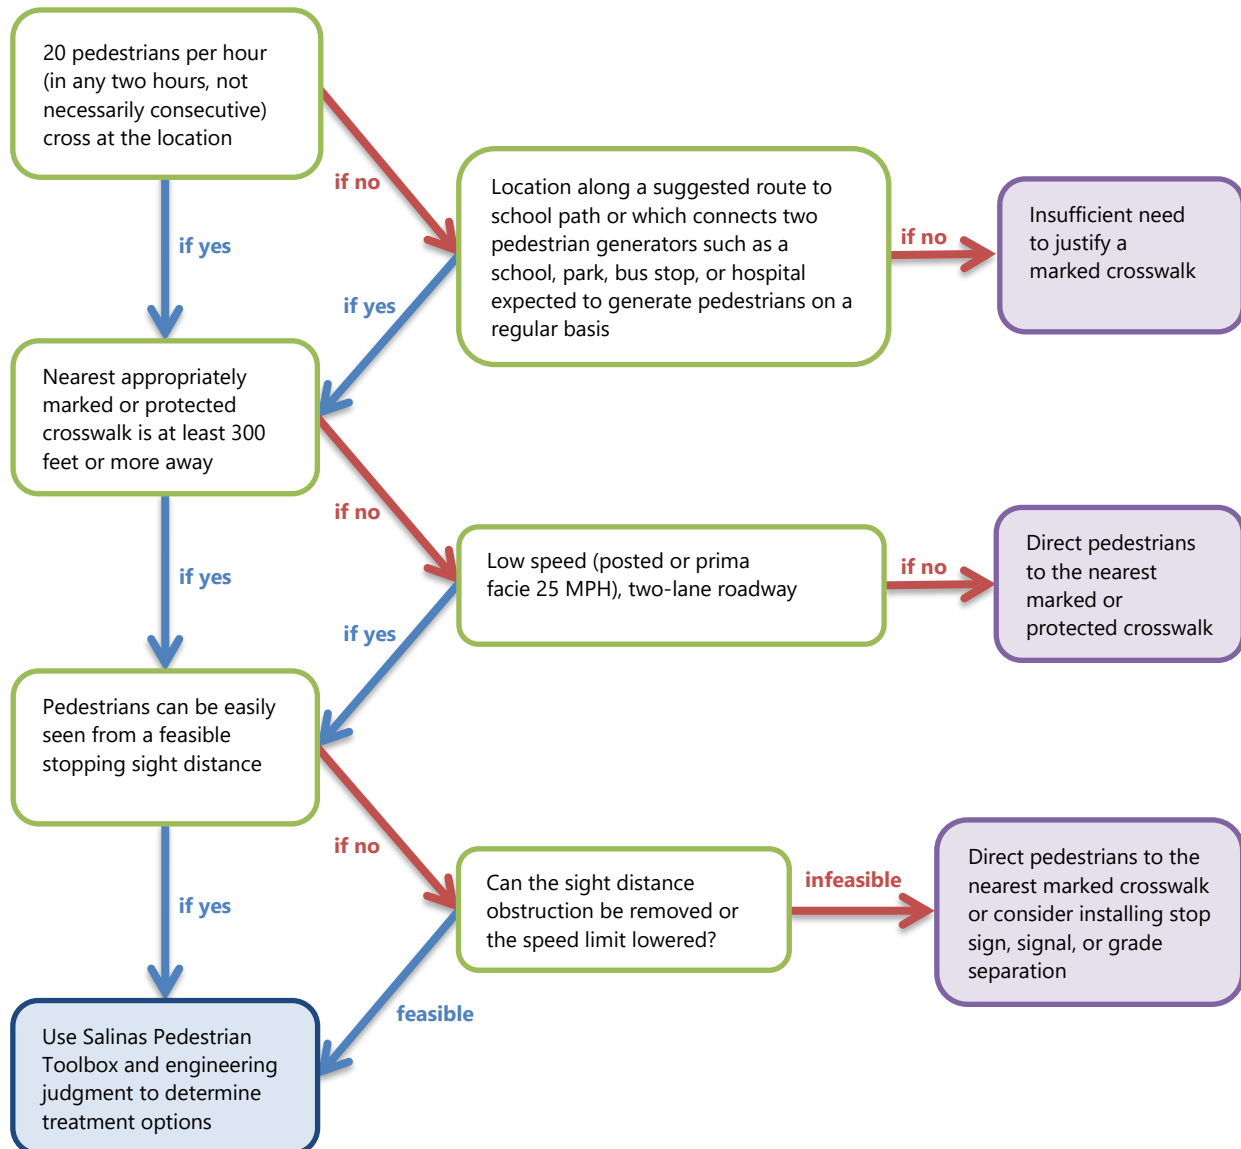 20 pedestrians per hour
(in any two hours, not
necessarily consecutive)
cross at the location
if no
if yes
Location along a suggested route to
school path or which connects two
pedestrian generators such as a
school, park, bus stop, or hospital
expected to generate pedestrians on a
regular basis
if no
Insufficient need
to justify a
marked crosswalk
if yes
Nearest appropriately
marked or protected
crosswalk is at least 300
feet or more away
if no
if yes
Low speed (posted or prima
facie 25 MPH), two-lane roadway
if no
Direct pedestrians
to the nearest
marked or
protected crosswalk
if yes
Pedestrians can be easily
seen from a feasible
stopping sight distance
if no
if yes
Can the sight distance
obstruction be removed or
the speed limit lowered?
infeasible
Direct pedestrians to the
nearest marked crosswalk
or consider installing stop
sign, signal, or grade
separation
feasible
Use Salinas Pedestrian
Toolbox and engineering
judgment to determine
treatment options